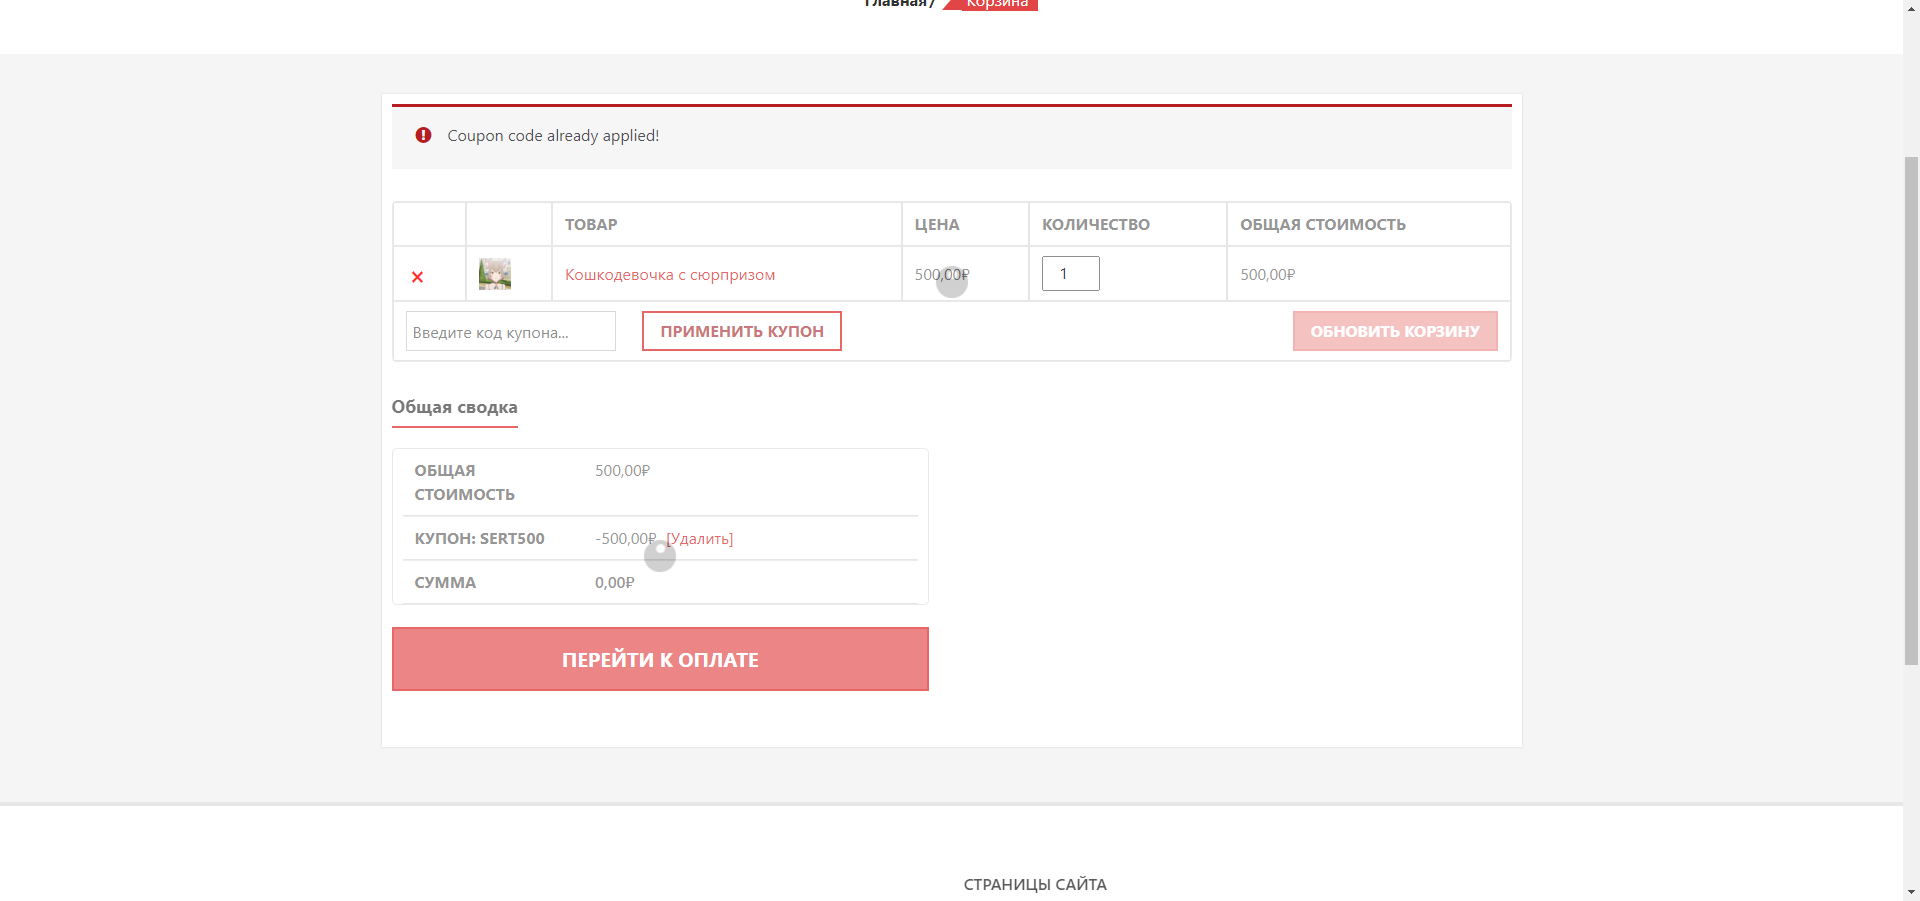 Главная /
Корзина
Coupon code already applied!
ТОВАР
ЦЕНА
КОЛИЧЕСТВО
ОБЩАЯ СТОИМОСТЬ
×
Кошкодевочка с сюрпризом
500,00₽
1
500,00₽
Введите код купона...
ПРИМЕНИТЬ КУПОН
ОБНОВИТЬ КОРЗИНУ
Общая сводка
ОБЩАЯ
СТОИМОСТЬ
500,00₽
КУПОН: SERT500
-500,00₽ [Удалить]
СУММА
0,00₽
ПЕРЕЙТИ К ОПЛАТЕ
СТРАНИЦЫ САЙТА